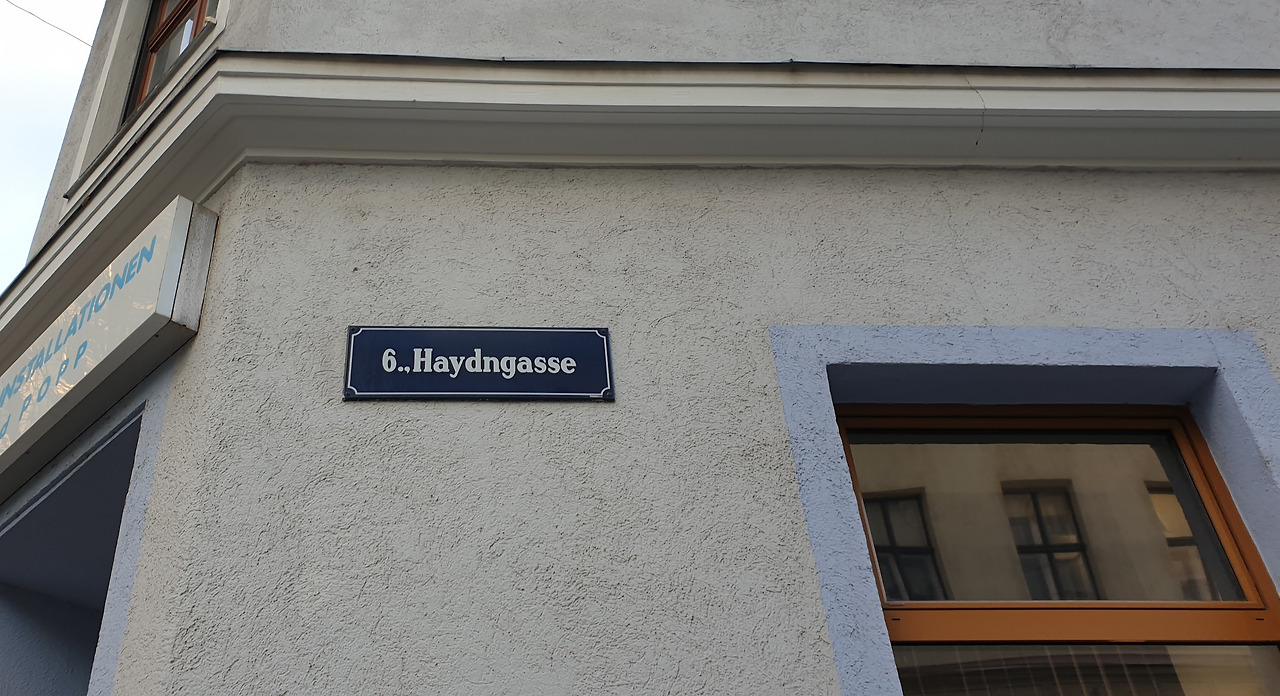 INSTALLATIONEN
d POPP
6.,Haydngasse